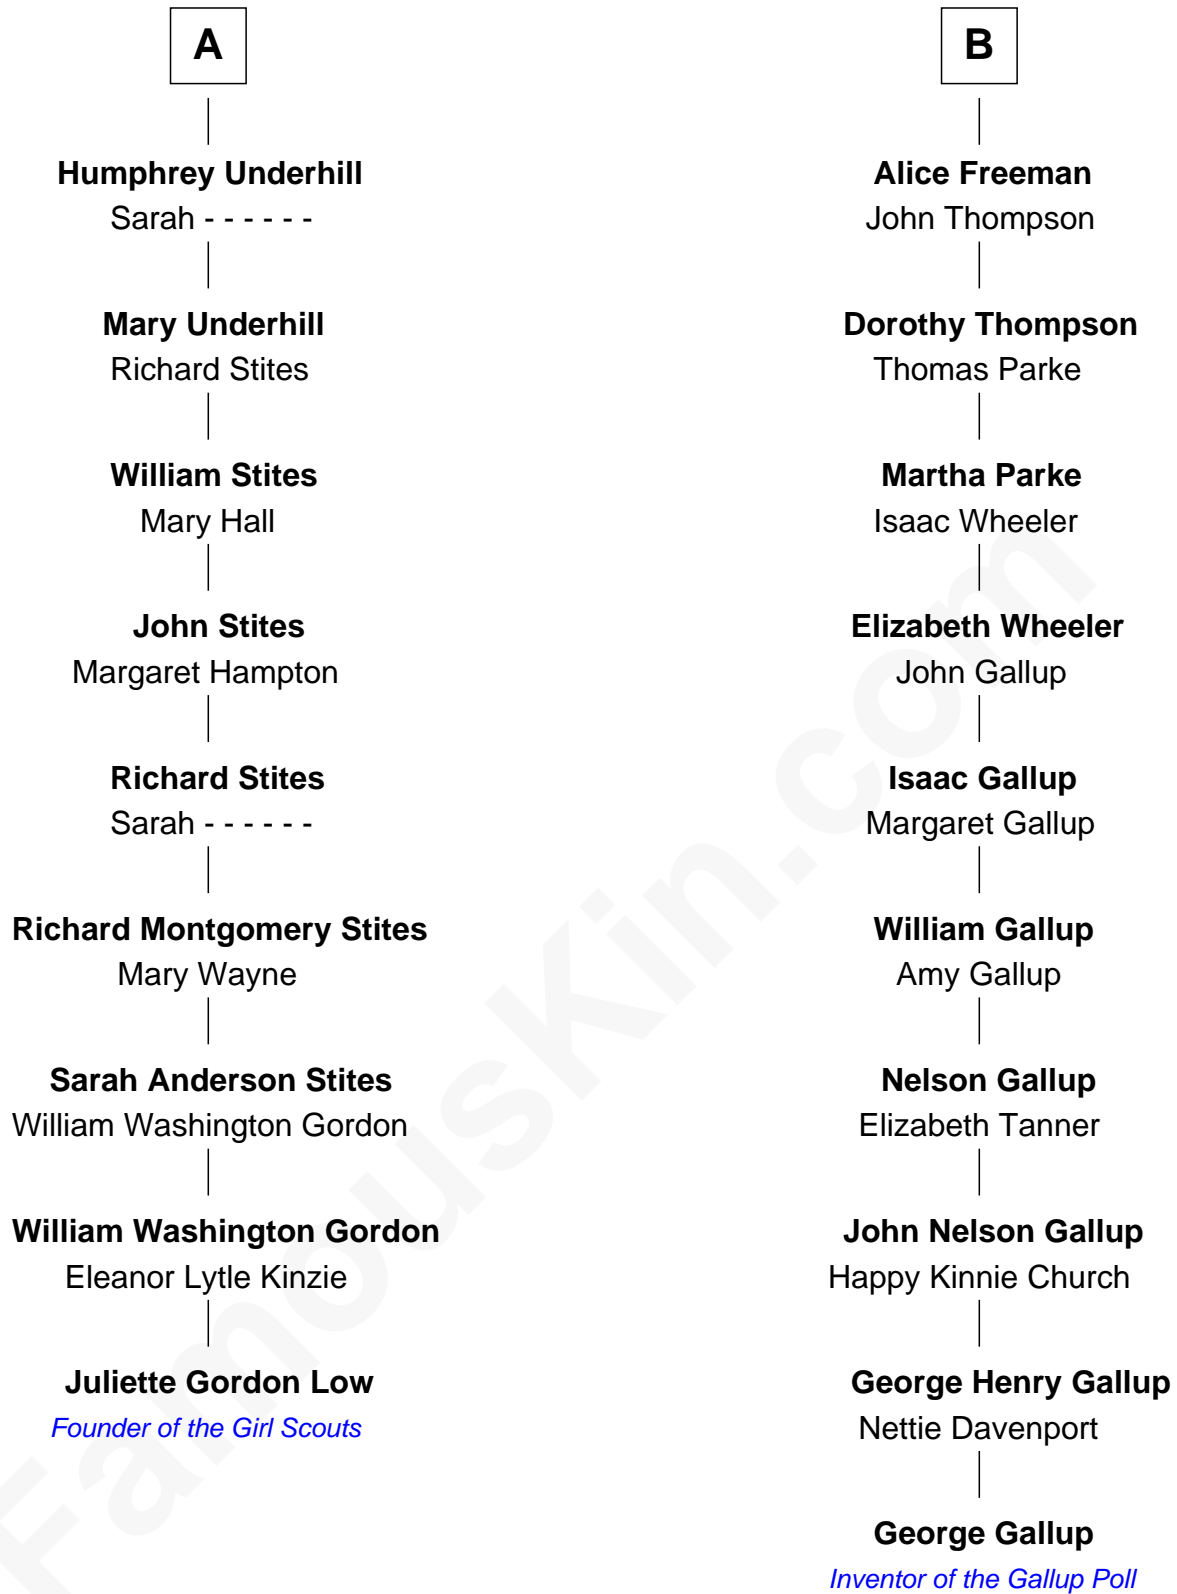 A
Humphrey Underhill
Sarah - - - - - -
Mary Underhill
Richard Stites
William Stites
Mary Hall
John Stites
Margaret Hampton
Richard Stites
Sarah - - - - - -
Richard Montgomery Stites
Mary Wayne
Sarah Anderson Stites
William Washington Gordon
William Washington Gordon
Eleanor Lytle Kinzie
Juliette Gordon Low
Founder of the Girl Scouts
B
Alice Freeman
John Thompson
Dorothy Thompson
Thomas Parke
Martha Parke
Isaac Wheeler
Elizabeth Wheeler
John Gallup
Isaac Gallup
Margaret Gallup
William Gallup
Amy Gallup
Nelson Gallup
Elizabeth Tanner
John Nelson Gallup
Happy Kinnie Church
George Henry Gallup
Nettie Davenport
George Gallup
Inventor of the Gallup Poll
FamousKin.com